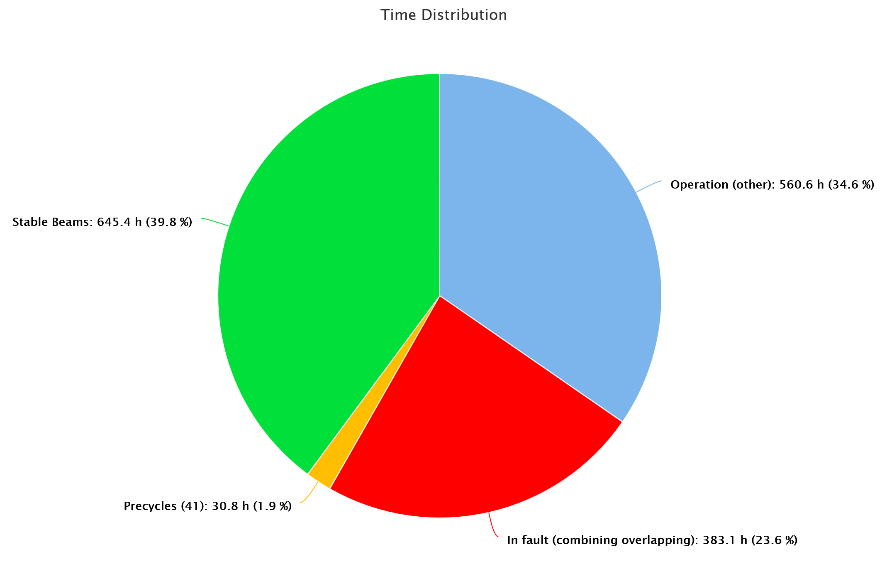 Time Distribution
Operation (other): 560.6 h (34.6 %)
Stable Beams: 645.4 h (39.8 %)
Precycles (41): 30.8 h (1.9 %)
In fault (combining overlapping): 383.1 h (23.6 %)